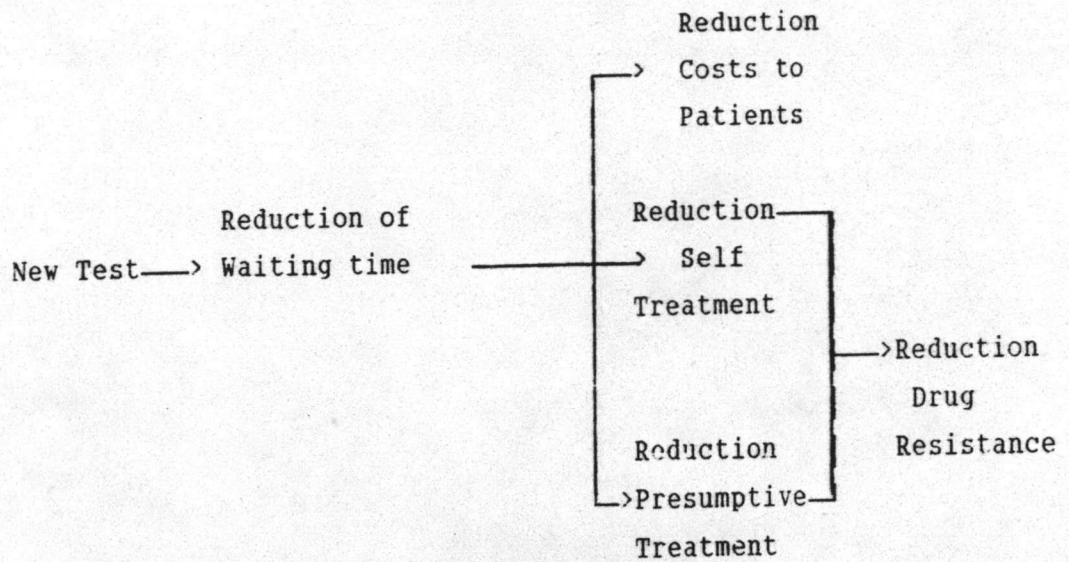 Reduction
Costs to
Patients
New Test
Reduction of
Waiting time
Reduction
Self
Treatment
Reduction
Presumptive
Treatment
Reduction
Drug
Resistance